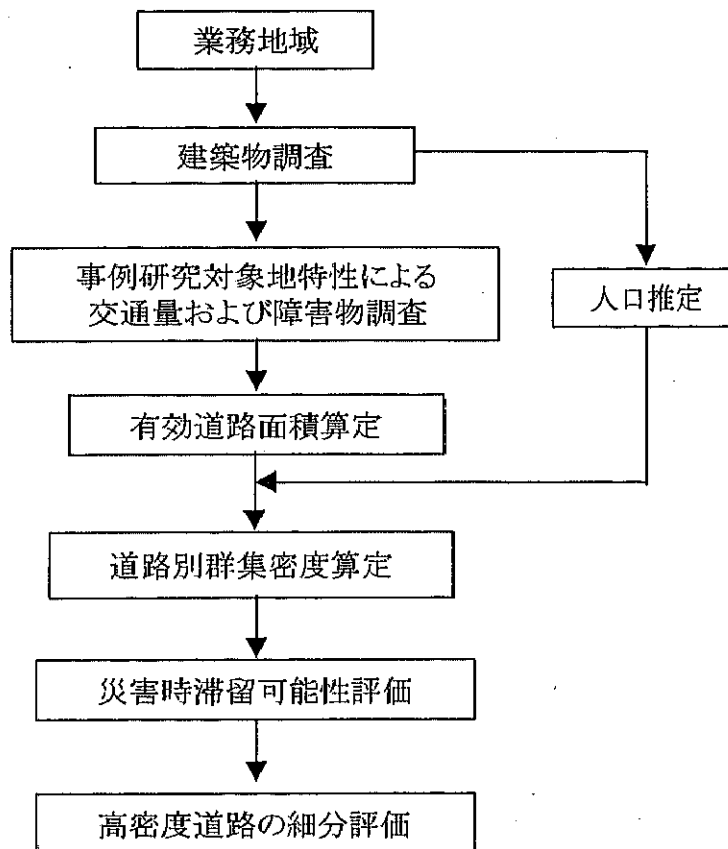 業務地域
建築物調査
事例研究対象地特性による
交通量および障害物調査
人口推定
有効道路面積算定
道路別群集密度算定
災害時滞留可能性評価
高密度道路の細分評価